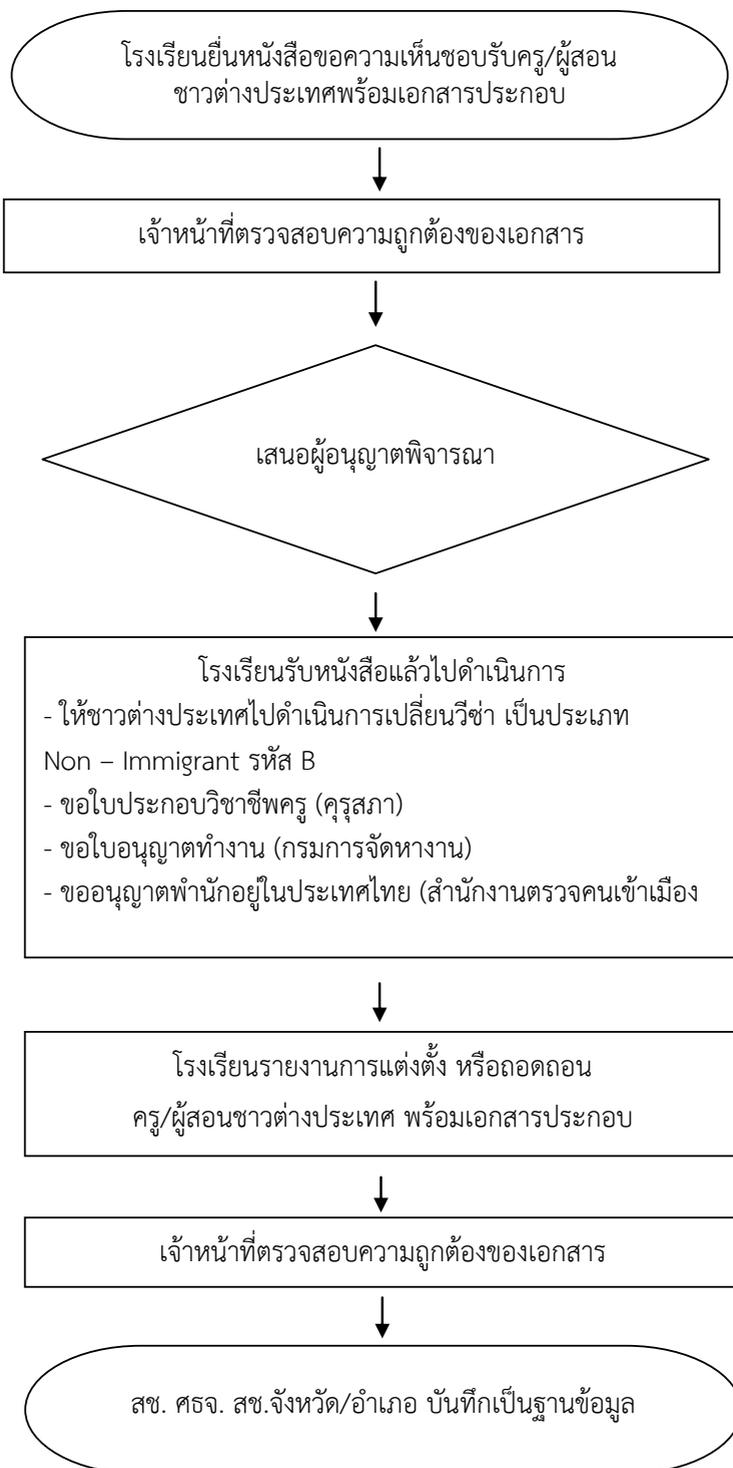 โรงเรียนยื่นหนังสือขอความเห็นชอบรับครู/ผู้สอน
ชาวต่างประเทศพร้อมเอกสารประกอบ
เจ้าหน้าที่ตรวจสอบความถูกต้องของเอกสาร
เสนอผู้อนุญาตพิจารณา
โรงเรียนรับหนังสือแล้วไปดำเนินการ
- ให้ชาวต่างประเทศไปดำเนินการเปลี่ยนวีซ่า เป็นประเภท
Non – Immigrant รหัส B
- ขอใบประกอบวิชาชีพครู (คุรุสภา)
- ขอใบอนุญาตทำงาน (กรมการจัดหางาน)
- ขออนุญาตพำนักอยู่ในประเทศไทย (สำนักงานตรวจคนเข้าเมือง
โรงเรียนรายงานการแต่งตั้ง หรือถอดถอน
ครู/ผู้สอนชาวต่างประเทศ พร้อมเอกสารประกอบ
เจ้าหน้าที่ตรวจสอบความถูกต้องของเอกสาร
สช. ศธจ. สช.จังหวัด/อำเภอ บันทึกเป็นฐานข้อมูล